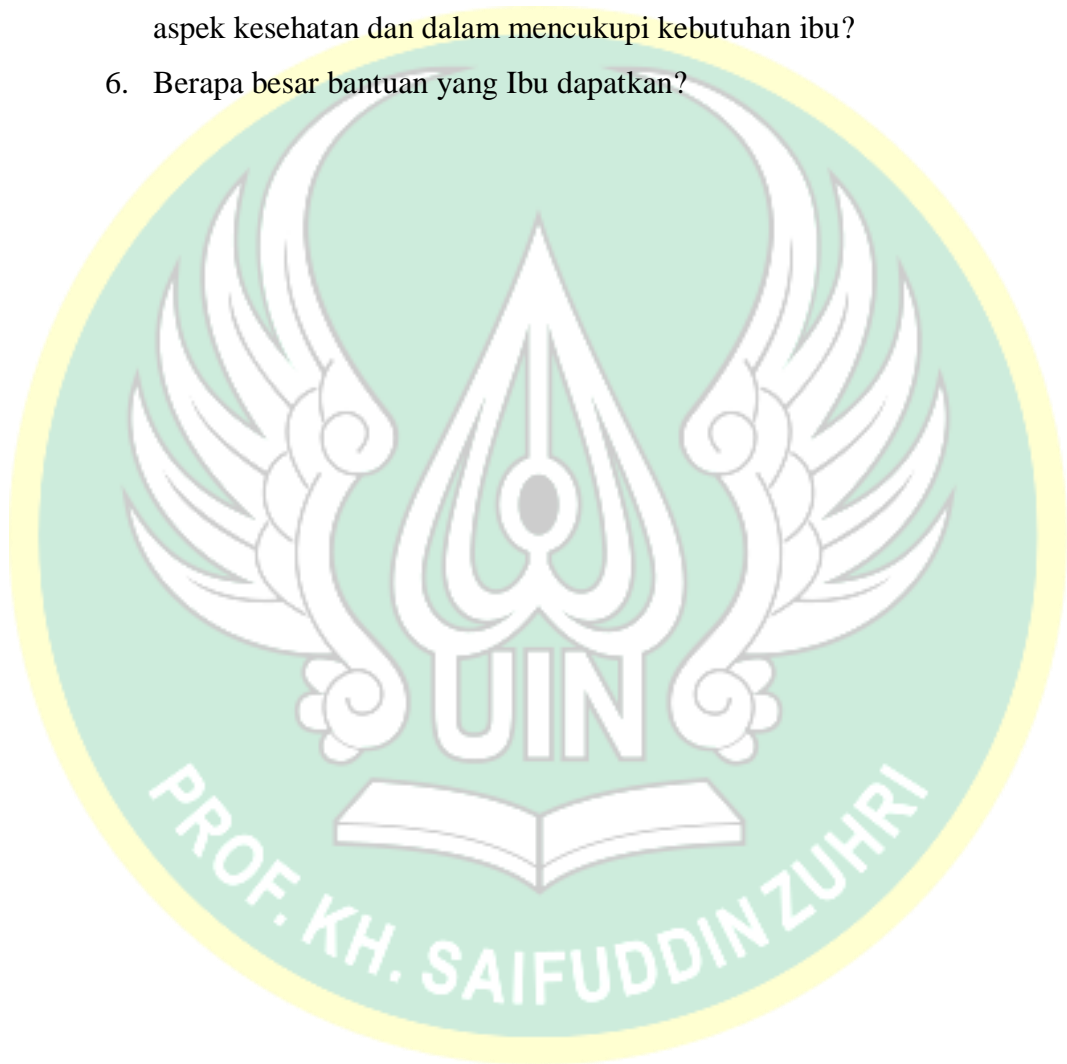 aspek kesehatan dan dalam mencukupi kebutuhan ibu?
6. Berapa besar bantuan yang Ibu dapatkan?
UIN
PROF. KH. SAIFUDDIN ZUHRI